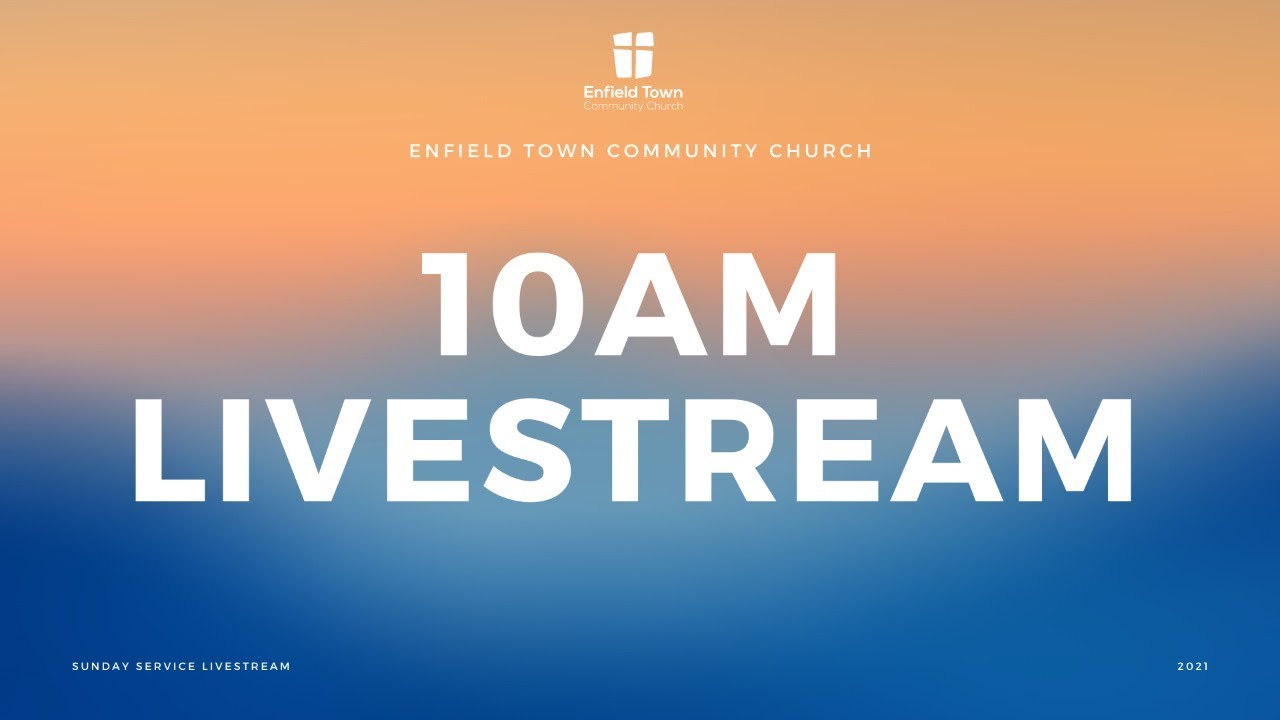 Enfield Town
Community Church
ENFIELD TOWN COMMUNITY CHURCH
10AM
LIVESTREAM
SUNDAY SERVICE LIVESTREAM
2021